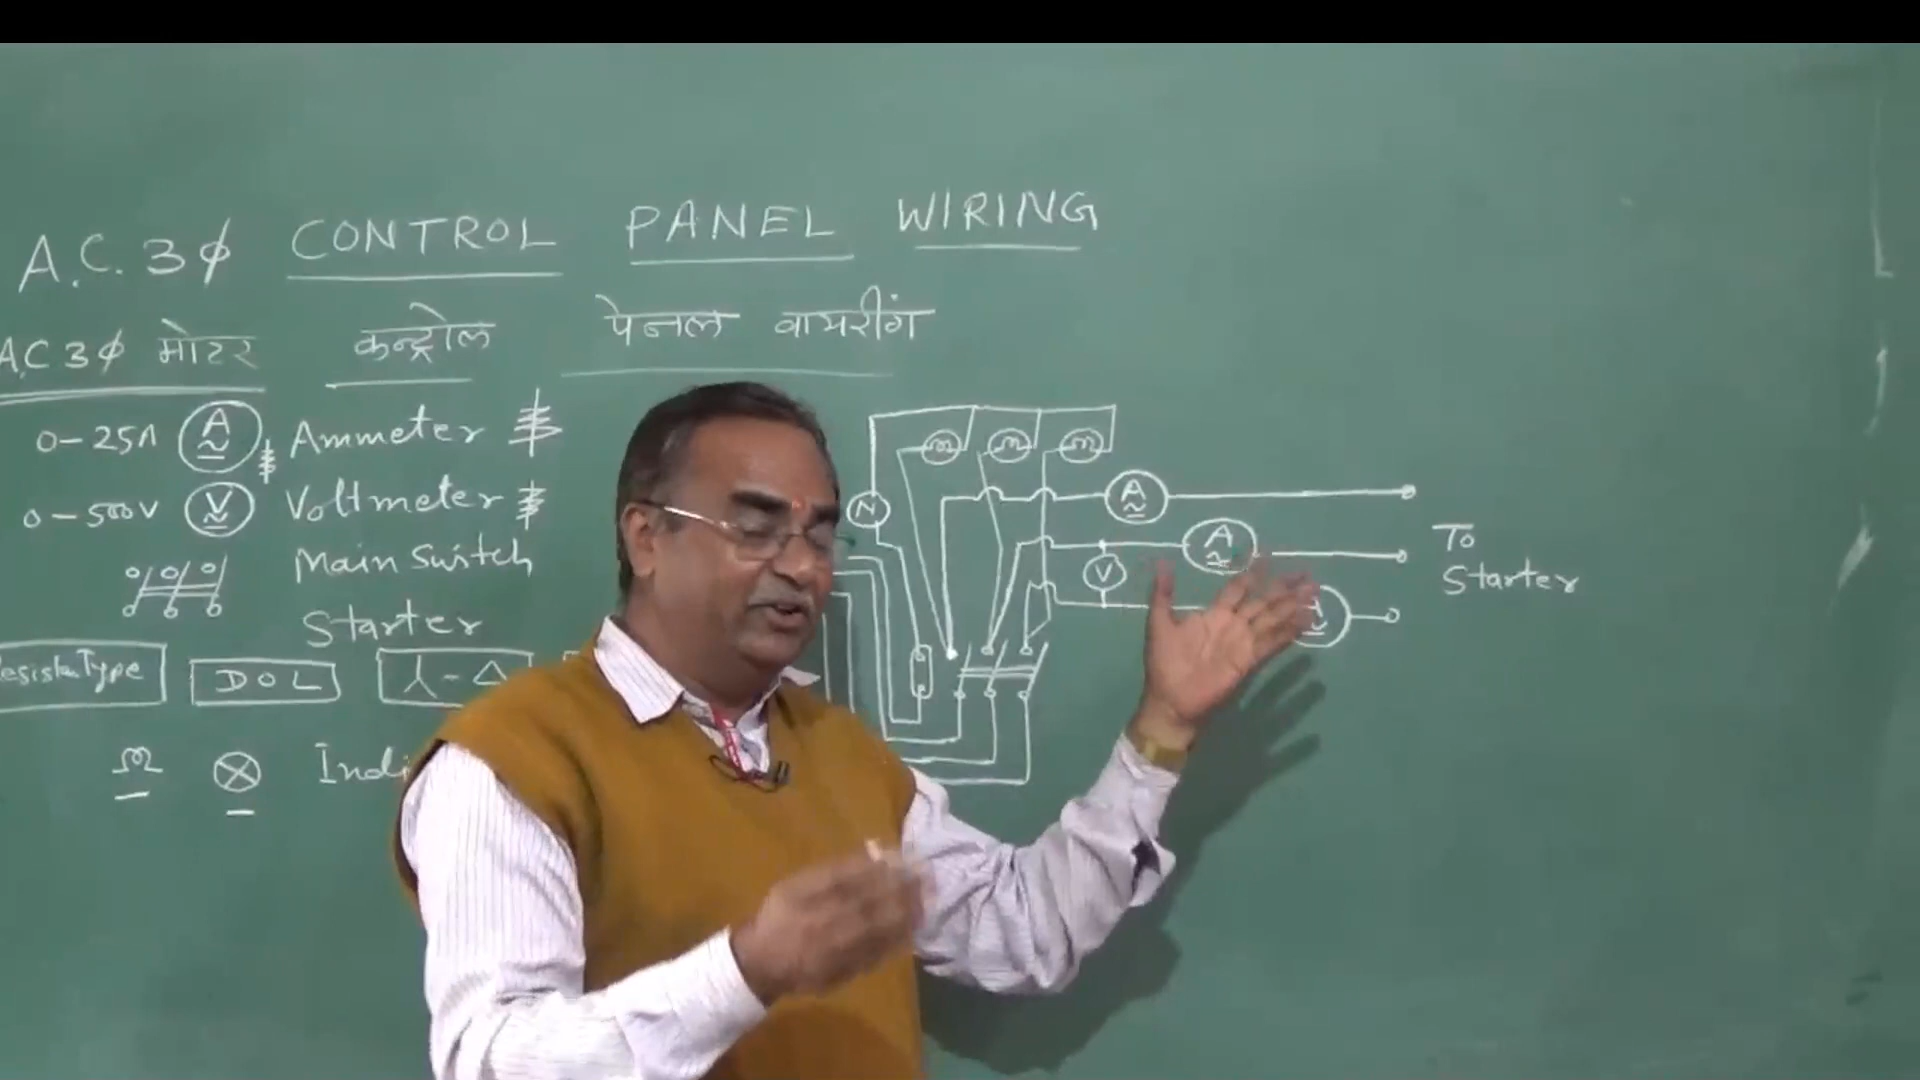 A.C. 3φ CONTROL PANEL WIRING
A.C 3φ मोटर कन्ट्रोल पेनल वायरींग
0-25A A Ammeter
0-500V V Voltmeter
Main Switch
Starter
DOL
⅄-Δ
N
A
A
V
A
To
Starter